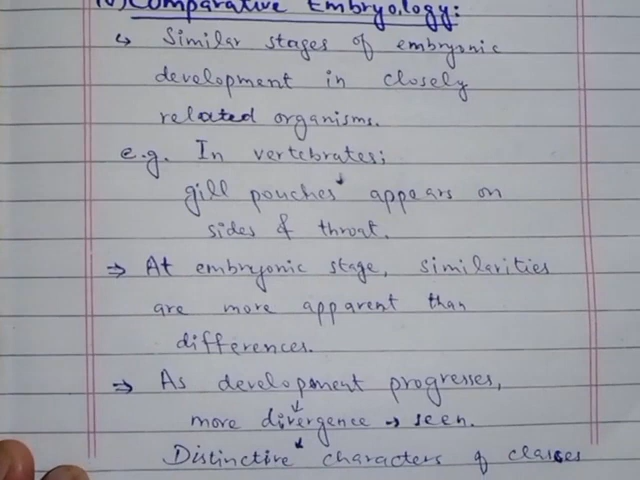 iv) Comparative Embryology:
↳ Similar stages of embryonic
development in closely
related organisms.
e.g. In vertebrates;
gill pouches appears on
sides of throat.
⇒ At embryonic stage, similarities
are more apparent than
differences.
⇒ As development progresses,
more divergence → seen.
Distinctive characters of classes